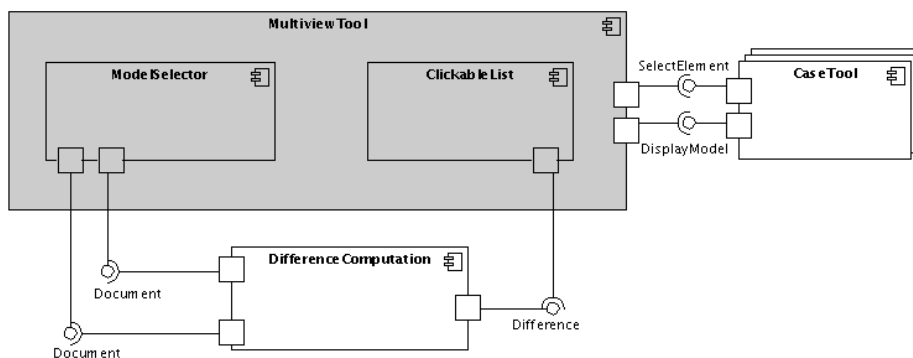 MultiviewTool
ModelSelector
ClickableList
SelectElement
CaseTool
DisplayModel
DifferenceComputation
Document
Difference
Document